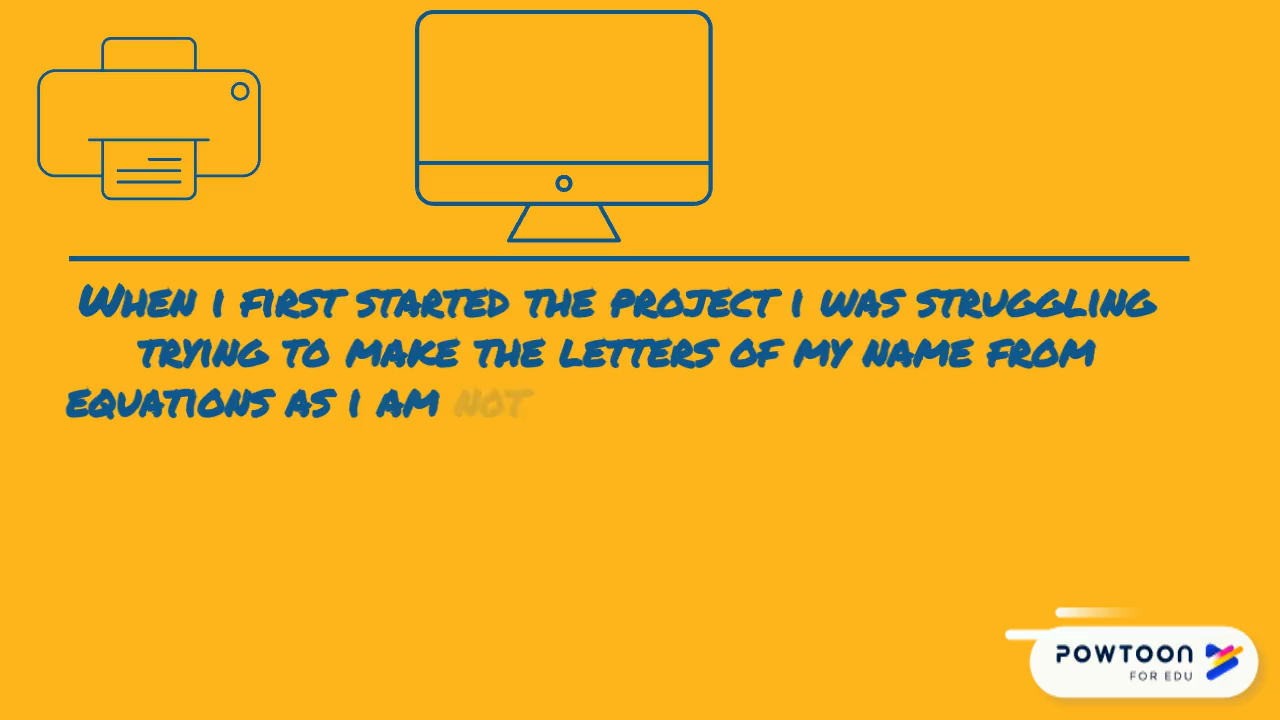 When i first started the project i was struggling
trying to make the letters of my name from
equations as i am not
POWTOON
FOR EDU